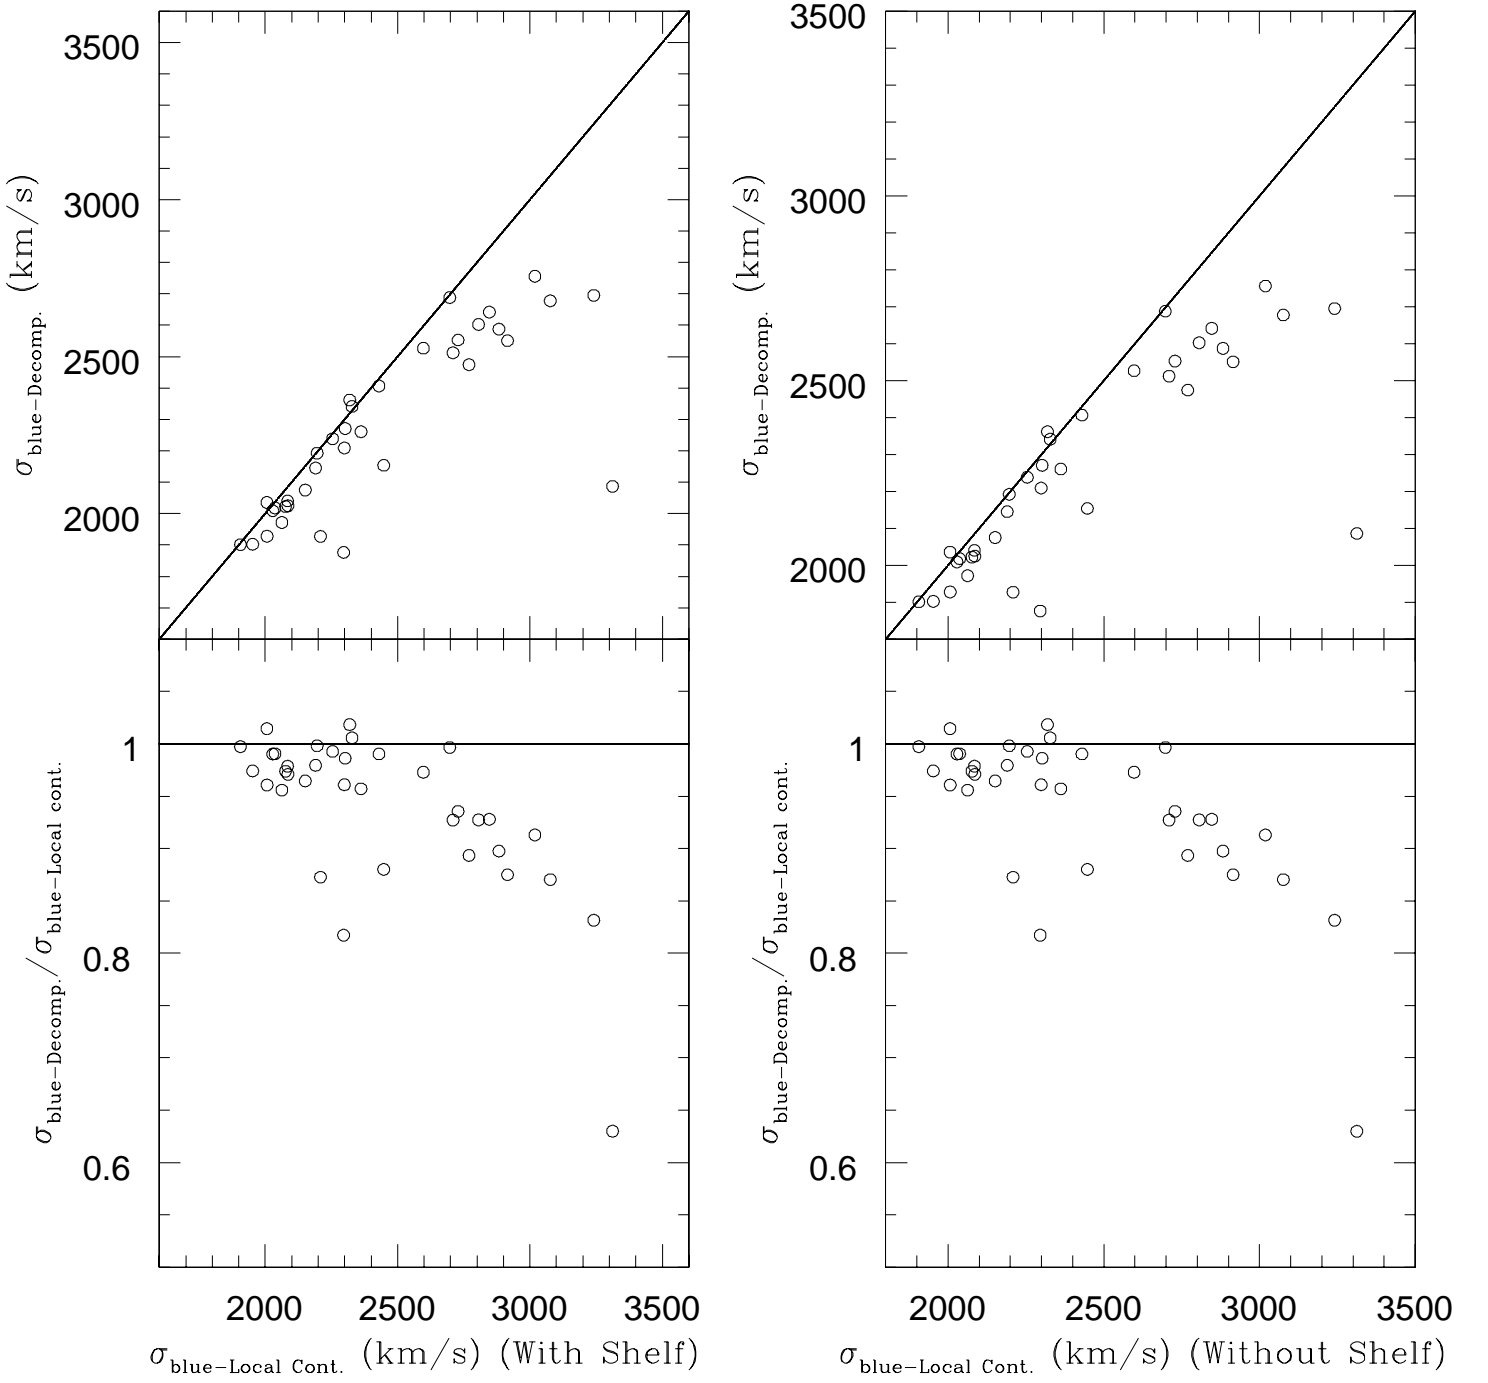 3500
3000
2500
2000
σblue−Decomp. (km/s)
1
0.8
0.6
σblue−Decomp./σblue−Local cont.
2000 2500 3000 3500
σblue−Local Cont. (km/s) (With Shelf)
3500
3000
2500
2000
σblue−Decomp. (km/s)
1
0.8
0.6
σblue−Decomp./σblue−Local cont.
2000 2500 3000 3500
σblue−Local Cont. (km/s) (Without Shelf)